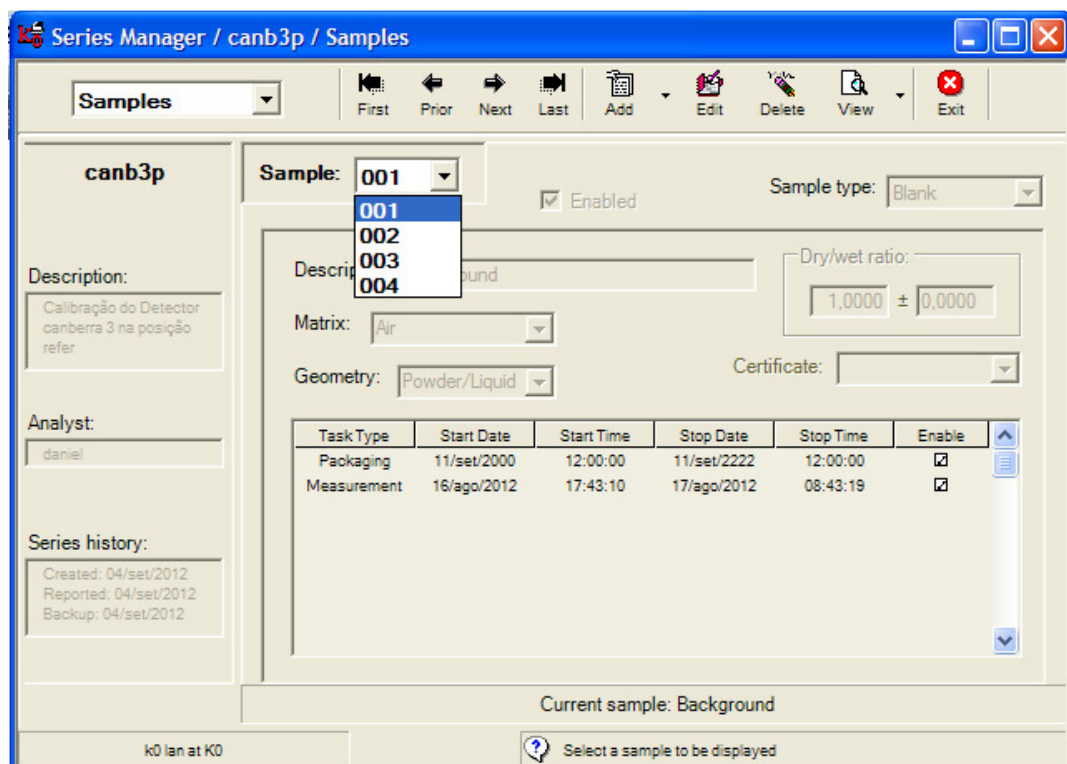 Series Manager / canb3p / Samples
Samples
First Prior Next Last Add Edit Delete View Exit
canb3p
Sample: 001
001
002
003
004
Enabled
Sample type: Blank
Description:
Calibração do Detector
canberra 3 na posição
refer
Analyst:
daniel
Series history:
Created: 04/set/2012
Reported: 04/set/2012
Backup: 04/set/2012
Dry/wet ratio:
1,0000 ± 0,0000
Matrix: Air
Geometry: Powder/Liquid
Certificate:
Task Type Start Date Start Time Stop Date Stop Time Enable
Packaging 11/set/2000 12:00:00 11/set/2222 12:00:00
Measurement 16/ago/2012 17:43:10 17/ago/2012 08:43:19
Current sample: Background
k0 Ian at K0
Select a sample to be displayed